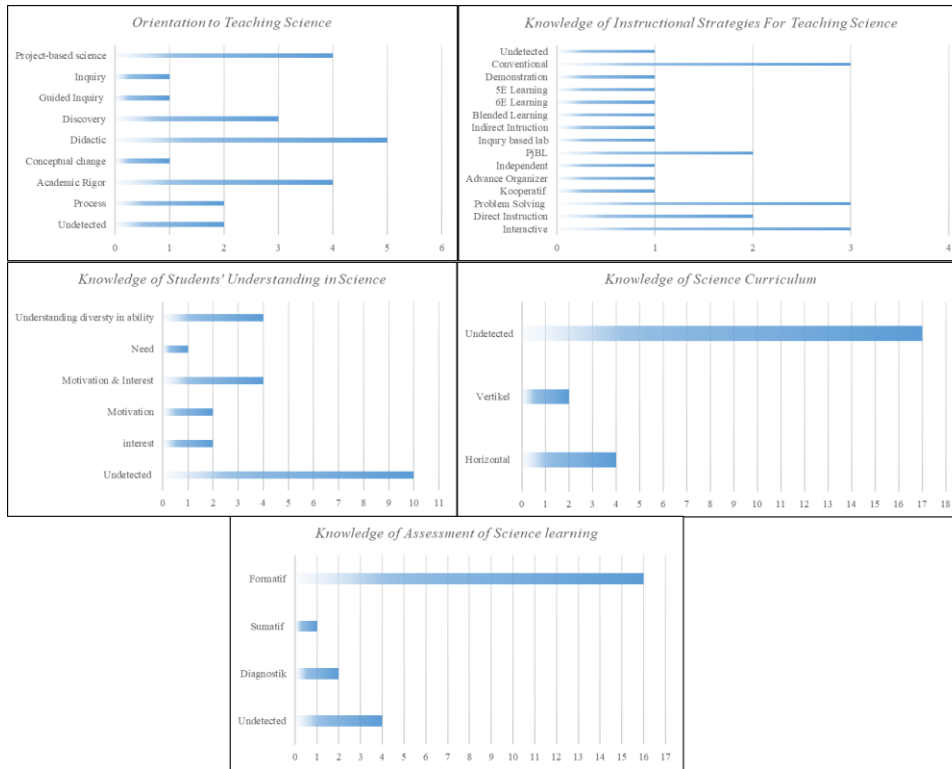 Orientation to Teaching Science
Project-based science
Inquiry
Guided Inquiry
Discovery
Didactic
Conceptual change
Academic Rigor
Process
Undetected
0 1 2 3 4 5 6
Knowledge of Instructional Strategies For Teaching Science
Undetected
Conventional
Demonstration
5E Learning
6E Learning
Blended Learning
Indirect Intruction
Inqury based lab
PjBL
Independent
Advance Organizer
Kooperatif
Problem Solving
Direct Instruction
Interactive
0 1 2 3 4
Knowledge of Students' Understanding in Science
Understanding diversty in ability
Need
Motivation & Interest
Motivation
interest
Undetected
0 1 2 3 4 5 6 7 8 9 10 11
Knowledge of Science Curriculum
Undetected
Vertikel
Horizontal
0 1 2 3 4 5 6 7 8 9 10 11 12 13 14 15 16 17 18
Knowledge of Assessment of Science learning
Formatif
Sumatif
Diagnostik
Undetected
0 1 2 3 4 5 6 7 8 9 10 11 12 13 14 15 16 17